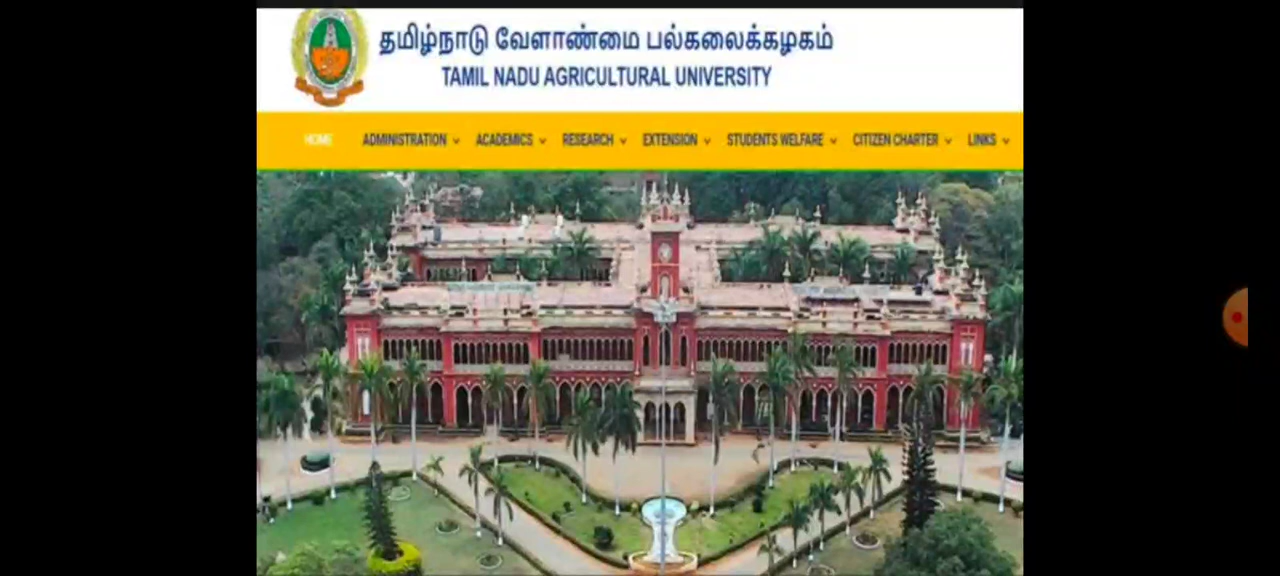 தமிழ்நாடு வேளாண்மை பல்கலைக்கழகம்
TAMIL NADU AGRICULTURAL UNIVERSITY
HOME ADMINISTRATION ACADEMICS RESEARCH EXTENSION STUDENTS WELFARE CITIZEN CHARTER LINKS